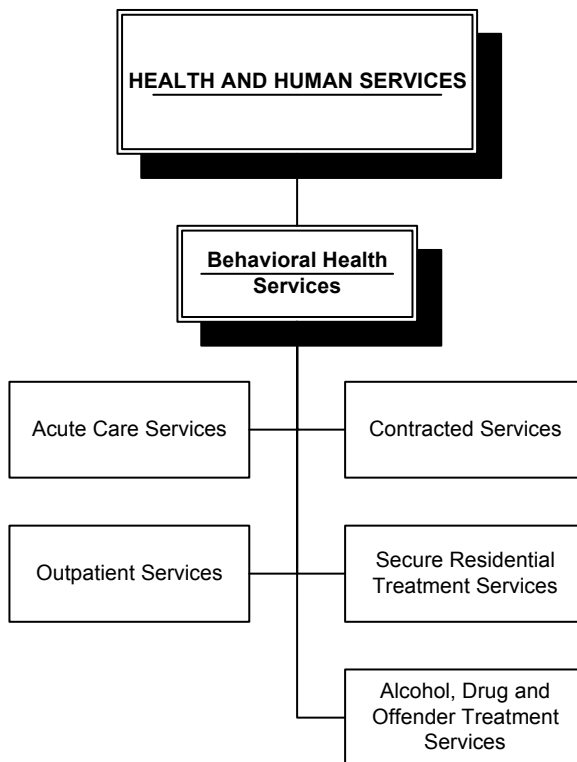 HEALTH AND HUMAN SERVICES
Behavioral Health
Services
Acute Care Services
Contracted Services
Outpatient Services
Secure Residential
Treatment Services
Alcohol, Drug and
Offender Treatment
Services